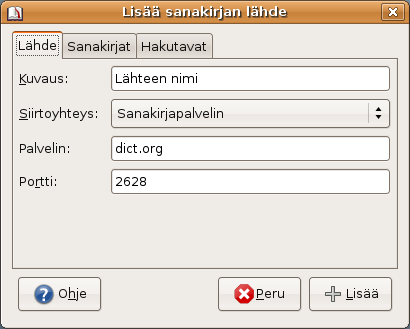 Lisää sanakirjan lähde
Lähde Sanakirjat Hakutavat
Kuvaus: Lähteen nimi
Siirtoyhteys: Sanakirjapalvelin
Palvelin: dict.org
Portti: 2628
Ohje Peru Lisää